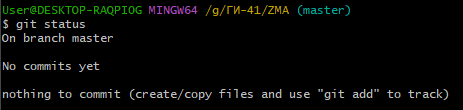 User@DESKTOP-RAQPIOG MINGW64 /g/ГИ-41/ZMA (master)
$ git status
On branch master
No commits yet
nothing to commit (create/copy files and use "git add" to track)